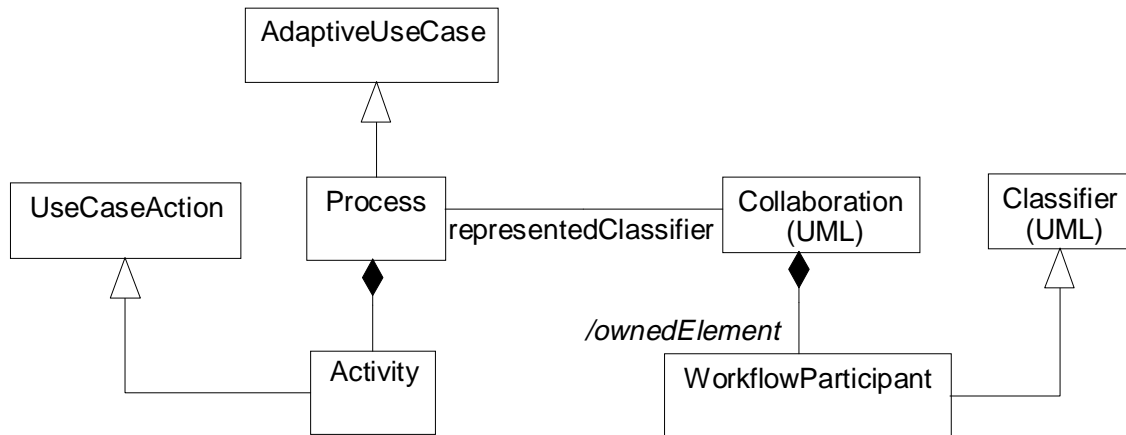 AdaptiveUseCase
UseCaseAction
Process
representedClassifier
Collaboration
(UML)
Classifier
(UML)
/ownedElement
Activity
WorkflowParticipant